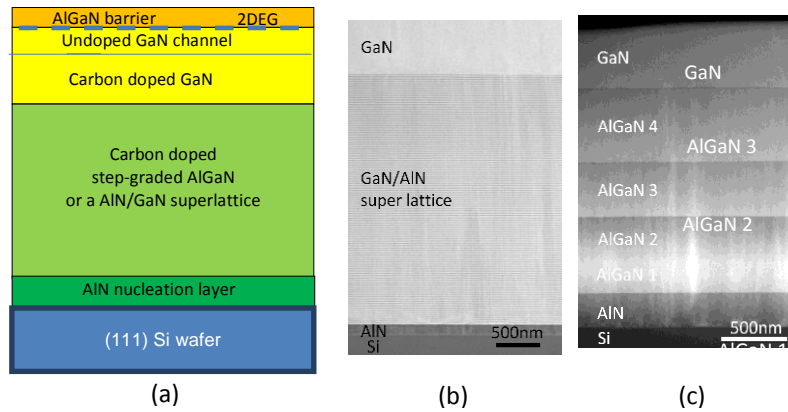 AlGaN barrier 2DEG
Undoped GaN channel
Carbon doped GaN
Carbon doped
step-graded AlGaN
or a AlN/GaN superlattice
AlN nucleation layer
(111) Si wafer
(a)
GaN
GaN/AlN
super lattice
AlN
Si
500nm
(b)
GaN
GaN
AlGaN 4
AlGaN 3
AlGaN 3
AlGaN 2
AlGaN 2
AlGaN 1
AlN
500nm
Si
AlGaN 1
(c)